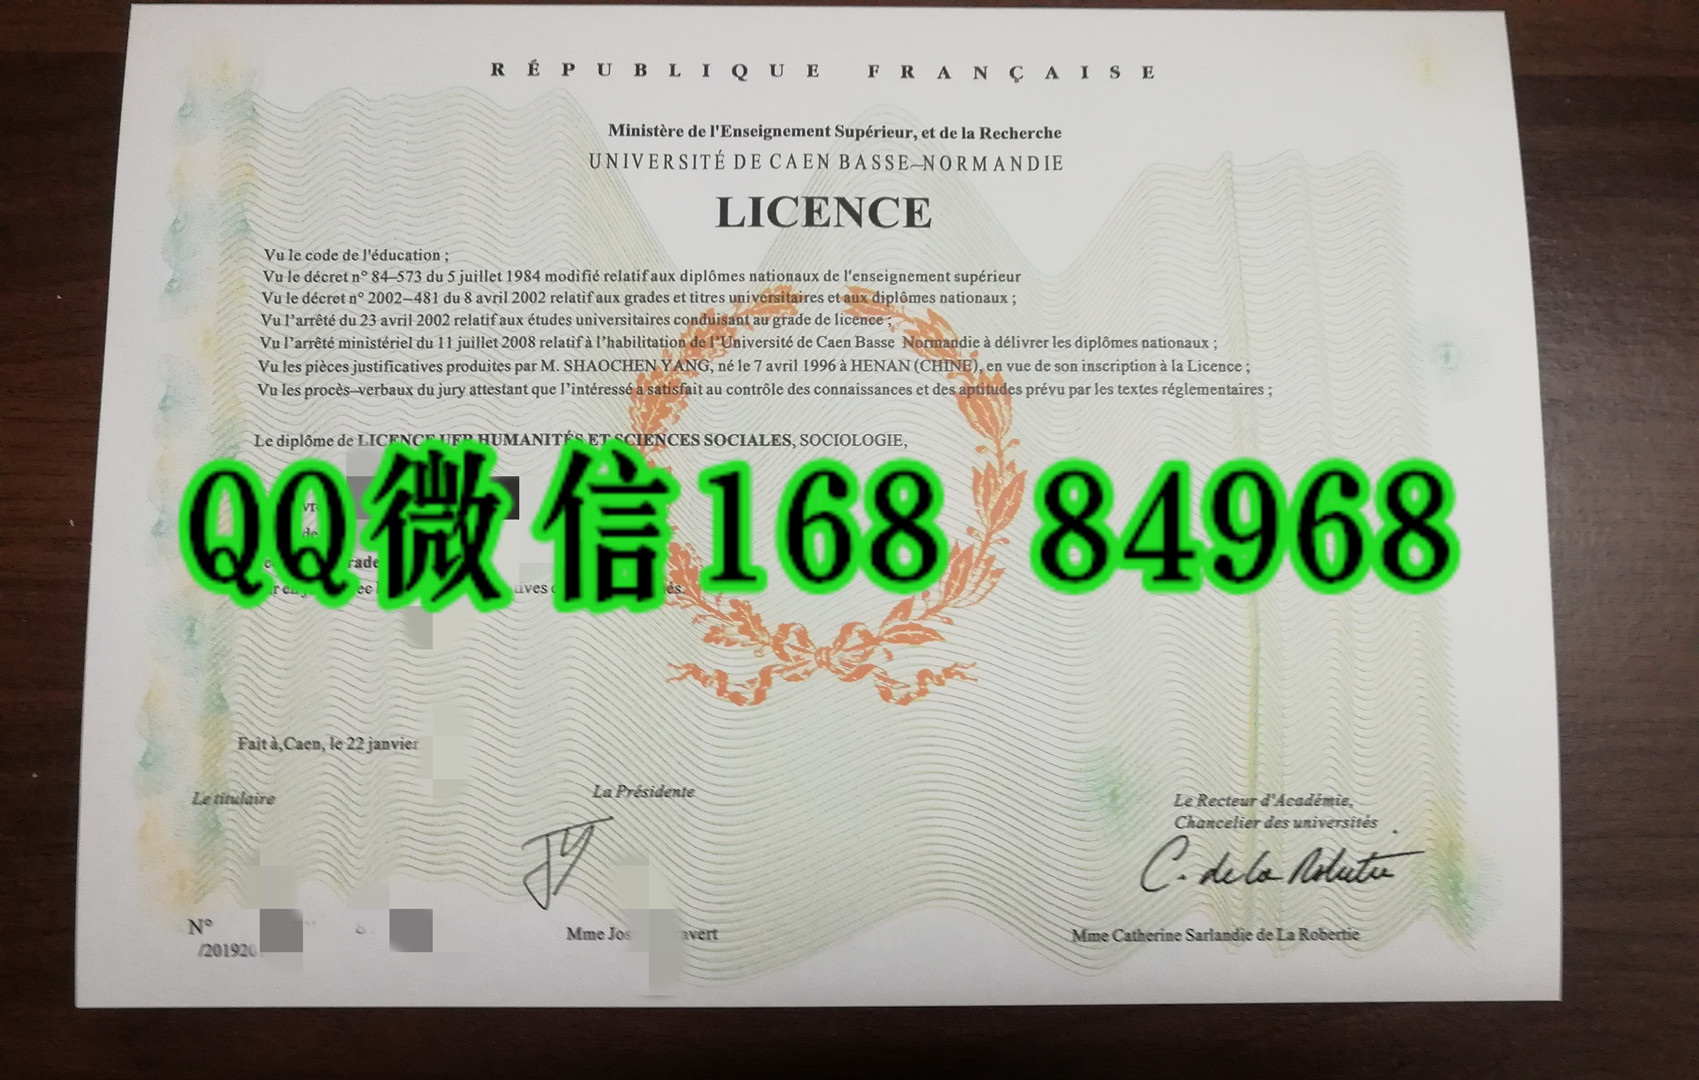 RÉPUBLIQUE FRANÇAISE
Ministère de l'Enseignement Supérieur, et de la Recherche
UNIVERSITÉ DE CAEN BASSE–NORMANDIE
LICENCE
Vu le code de l'éducation ;
Vu le décret n° 84–573 du 5 juillet 1984 modifié relatif aux diplômes nationaux de l'enseignement supérieur
Vu le décret n° 2002–481 du 8 avril 2002 relatif aux grades et titres universitaires et aux diplômes nationaux ;
Vu l'arrêté du 23 avril 2002 relatif aux études universitaires conduisant au grade de licence ;
Vu l'arrêté ministériel du 11 juillet 2008 relatif à l'habilitation de l'Université de Caen Basse Normandie à délivrer les diplômes nationaux ;
Vu les pièces justificatives produites par M. SHAOCHEN YANG, né le 7 avril 1996 à HENAN (CHINE), en vue de son inscription à la Licence ;
Vu les procès–verbaux du jury attestant que l'intéressé a satisfait au contrôle des connaissances et des aptitudes prévu par les textes réglementaires ;
Le diplôme de LICENCE UFR HUMANITÉS ET SCIENCES SOCIALES, SOCIOLOGIE,
QQ微信168 84968
Fait à,Caen, le 22 janvier
Le titulaire
La Présidente
Le Recteur d'Académie,
Chancelier des universités
C. de la Robertie
N°
/20192
Mme Jos vert
Mme Catherine Sarlandie de La Robertie